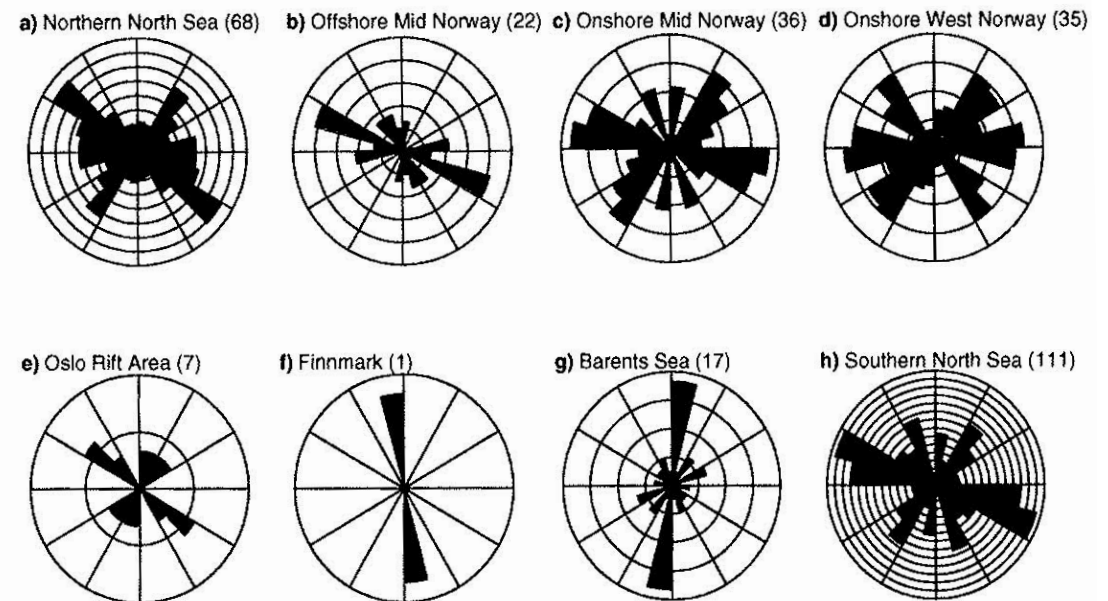 a) Northern North Sea (68)
b) Offshore Mid Norway (22)
c) Onshore Mid Norway (36)
d) Onshore West Norway (35)
e) Oslo Rift Area (7)
f) Finnmark (1)
g) Barents Sea (17)
h) Southern North Sea (111)